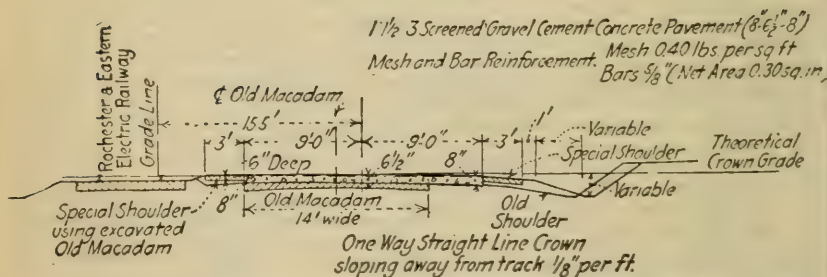 1 1½ 3 Screened Gravel Cement Concrete Pavement (8"-6½"-8")
Mesh and Bar Reinforcement. Mesh 0.40 lbs. per sq ft
Bars ⅝" (Net Area 0.30 sq. in.
Rochester & Eastern
Electric Railway
Grade Line
℄ Old Macadam
15.5'
3' 9'-0" 9'-0" 3' 1'
Variable
Special Shoulder
Theoretical
Crown Grade
6" Deep 6½" 8"
8"
Variable
Special Shoulder
using excavated
Old Macadam
Old Macadam
14' wide
Old
Shoulder
One Way Straight Line Crown
sloping away from track ⅛" per ft.